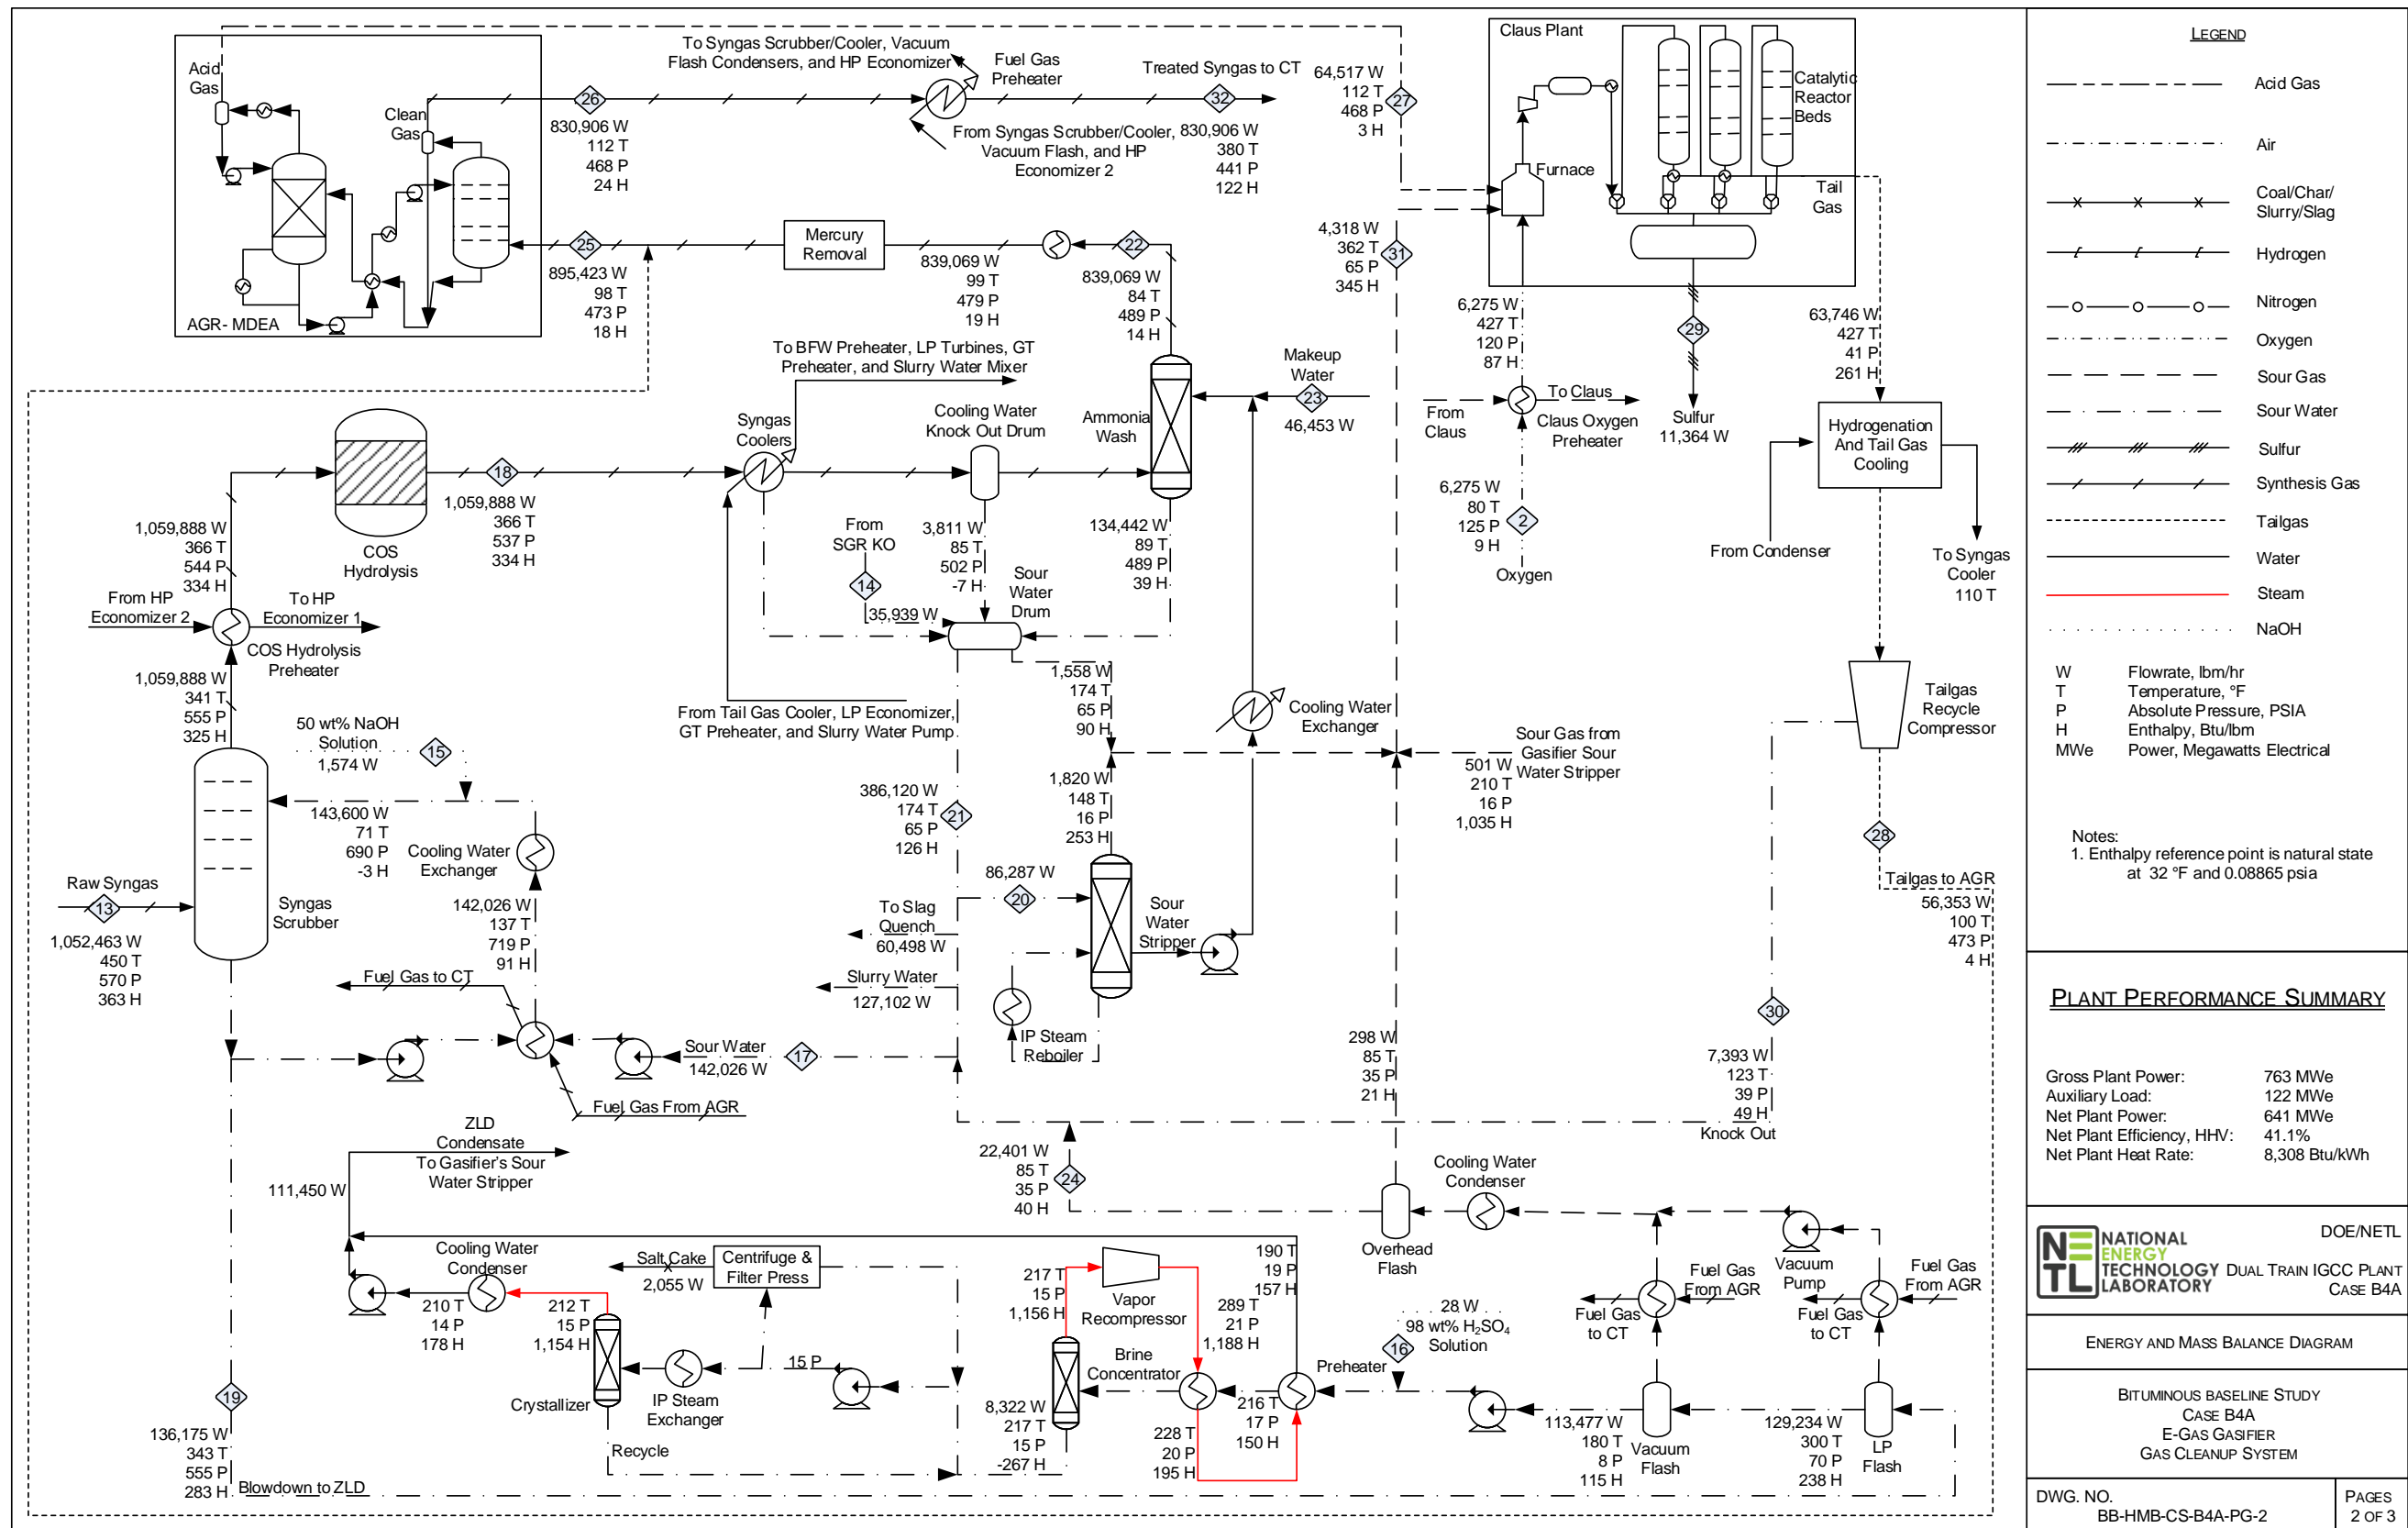 Acid
Gas
Clean
Gas
AGR- MDEA
To Syngas Scrubber/Cooler, Vacuum
Flash Condensers, and HP Economizer
Fuel Gas
Preheater
Treated Syngas to CT
26
830,906 W
112 T
468 P
24 H
From Syngas Scrubber/Cooler,
Vacuum Flash, and HP
Economizer 2
32
830,906 W
380 T
441 P
122 H
64,517 W
112 T
468 P
3 H
27
25
895,423 W
98 T
473 P
18 H
Mercury
Removal
839,069 W
99 T
479 P
19 H
22
839,069 W
84 T
489 P
14 H
4,318 W
362 T
65 P
345 H
31
Claus Plant
Furnace
Catalytic
Reactor
Beds
Tail
Gas
6,275 W
427 T
120 P
87 H
29
Sulfur
11,364 W
63,746 W
427 T
41 P
261 H
To BFW Preheater, LP Turbines, GT
Preheater, and Slurry Water Mixer
Syngas
Coolers
Cooling Water
Knock Out Drum
Ammonia
Wash
Makeup
Water
23
46,453 W
From
Claus
To Claus
Claus Oxygen
Preheater
6,275 W
80 T
125 P
9 H
2
Oxygen
Hydrogenation
And Tail Gas
Cooling
From Condenser
To Syngas
Cooler
110 T
COS
Hydrolysis
18
1,059,888 W
366 T
537 P
334 H
1,059,888 W
366 T
544 P
334 H
From HP
Economizer 2
To HP
Economizer 1
COS Hydrolysis
Preheater
1,059,888 W
341 T
555 P
325 H
From
SGR KO
14
35,939 W
3,811 W
85 T
502 P
-7 H
Sour
Water
Drum
134,442 W
89 T
489 P
39 H
1,558 W
174 T
65 P
90 H
From Tail Gas Cooler, LP Economizer,
GT Preheater, and Slurry Water Pump
Cooling Water
Exchanger
Sour Gas from
Gasifier Sour
Water Stripper
501 W
210 T
16 P
1,035 H
Tailgas
Recycle
Compressor
50 wt% NaOH
Solution
1,574 W
15
143,600 W
71 T
690 P
-3 H
Cooling Water
Exchanger
Raw Syngas
13
1,052,463 W
450 T
570 P
363 H
Syngas
Scrubber
142,026 W
137 T
719 P
91 H
386,120 W
174 T
65 P
126 H
21
1,820 W
148 T
16 P
253 H
86,287 W
20
To Slag
Quench
60,498 W
Slurry Water
127,102 W
Sour
Water
Stripper
IP Steam
Reboiler
28
Tailgas to AGR
56,353 W
100 T
473 P
4 H
Fuel Gas to CT
Sour Water
142,026 W
17
Fuel Gas From AGR
298 W
85 T
35 P
21 H
30
7,393 W
123 T
39 P
49 H
Knock Out
ZLD
Condensate
To Gasifier's Sour
Water Stripper
111,450 W
22,401 W
85 T
35 P
40 H
24
Cooling Water
Condenser
Overhead
Flash
Vacuum
Pump
Fuel Gas
From AGR
Fuel Gas
From AGR
Fuel Gas
to CT
Fuel Gas
to CT
Cooling Water
Condenser
210 T
14 P
178 H
212 T
15 P
1,154 H
Salt Cake
2,055 W
Centrifuge &
Filter Press
217 T
15 P
1,156 H
Vapor
Recompressor
190 T
19 P
157 H
289 T
21 P
1,188 H
28 W
98 wt% H₂SO₄
Solution
16
Preheater
Brine
Concentrator
15 P
Crystallizer
IP Steam
Exchanger
Recycle
8,322 W
217 T
15 P
-267 H
216 T
17 P
150 H
228 T
20 P
195 H
113,477 W
180 T
8 P
115 H
Vacuum
Flash
129,234 W
300 T
70 P
238 H
LP
Flash
19
136,175 W
343 T
555 P
283 H
Blowdown to ZLD
LEGEND
Acid Gas
Air
Coal/Char/
Slurry/Slag
Hydrogen
Nitrogen
Oxygen
Sour Gas
Sour Water
Sulfur
Synthesis Gas
Tailgas
Water
Steam
NaOH
W Flowrate, lbm/hr
T Temperature, °F
P Absolute Pressure, PSIA
H Enthalpy, Btu/lbm
MWe Power, Megawatts Electrical
Notes:
1. Enthalpy reference point is natural state
at 32 °F and 0.08865 psia
PLANT PERFORMANCE SUMMARY
Gross Plant Power: 763 MWe
Auxiliary Load: 122 MWe
Net Plant Power: 641 MWe
Net Plant Efficiency, HHV: 41.1%
Net Plant Heat Rate: 8,308 Btu/kWh
NETL
NATIONAL
ENERGY
TECHNOLOGY
LABORATORY
DOE/NETL
DUAL TRAIN IGCC PLANT
CASE B4A
ENERGY AND MASS BALANCE DIAGRAM
BITUMINOUS BASELINE STUDY
CASE B4A
E-GAS GASIFIER
GAS CLEANUP SYSTEM
DWG. NO.
BB-HMB-CS-B4A-PG-2
PAGES
2 OF 3